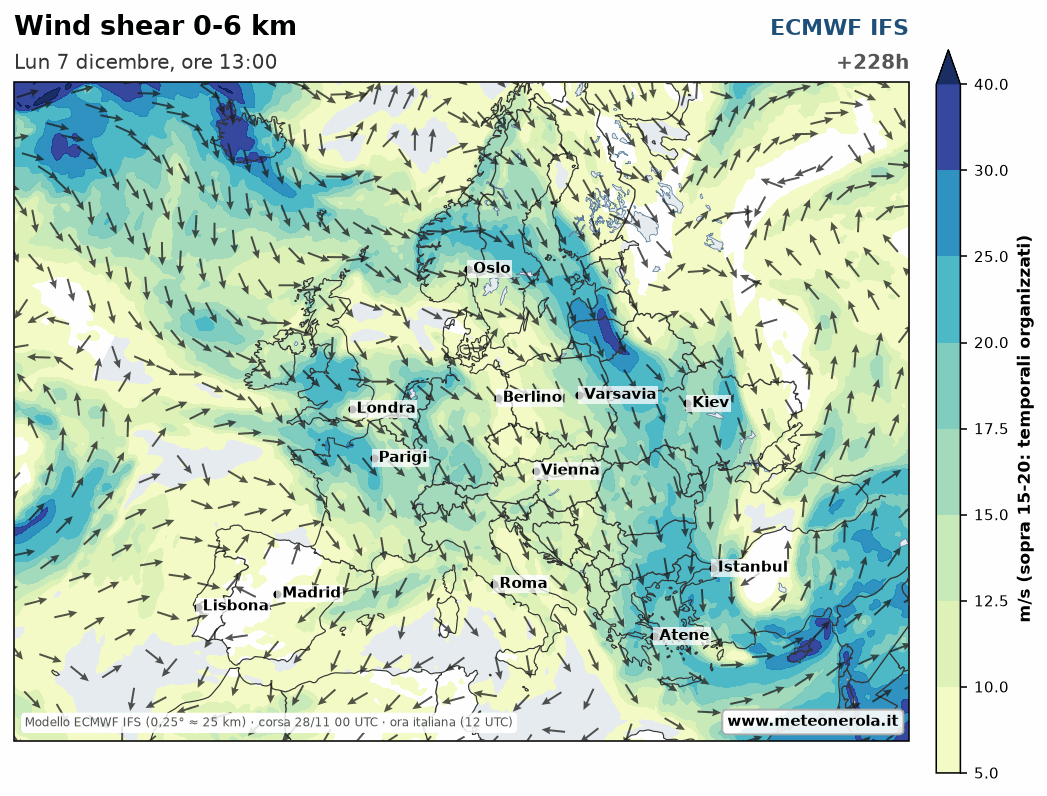 Wind shear 0-6 km
ECMWF IFS
Lun 7 dicembre, ore 13:00
+228h
40.0
30.0
25.0
20.0
17.5
15.0
12.5
10.0
5.0
m/s (sopra 15-20: temporali organizzati)
Oslo
Berlino
Varsavia
Kiev
Londra
Parigi
Vienna
Istanbul
Roma
Madrid
Lisbona
Atene
Modello ECMWF IFS (0,25° ≈ 25 km) · corsa 28/11 00 UTC · ora italiana (12 UTC)
www.meteonerola.it